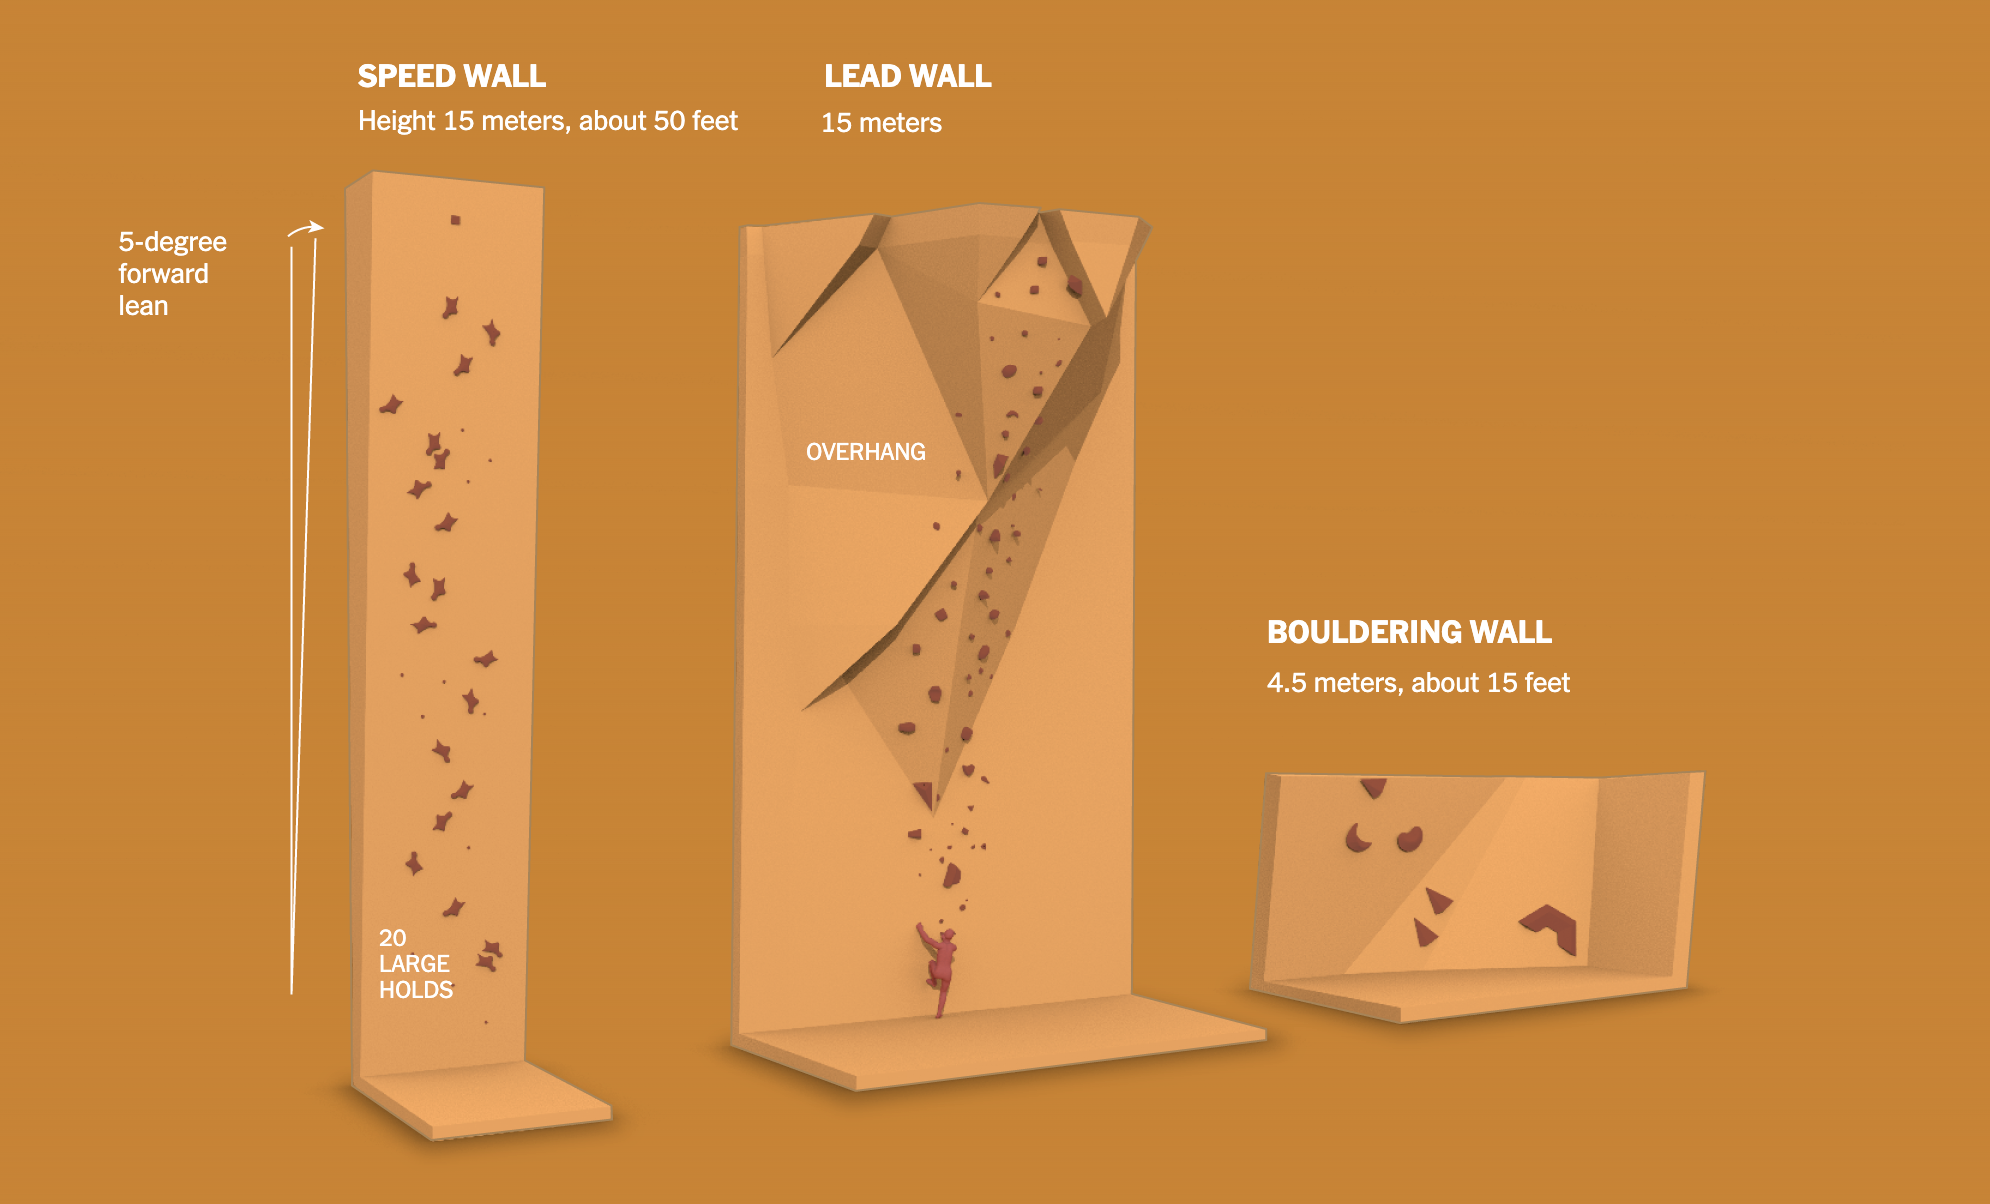 SPEED WALL
Height 15 meters, about 50 feet
LEAD WALL
15 meters
5-degree
forward
lean
OVERHANG
BOULDERING WALL
4.5 meters, about 15 feet
20
LARGE
HOLDS